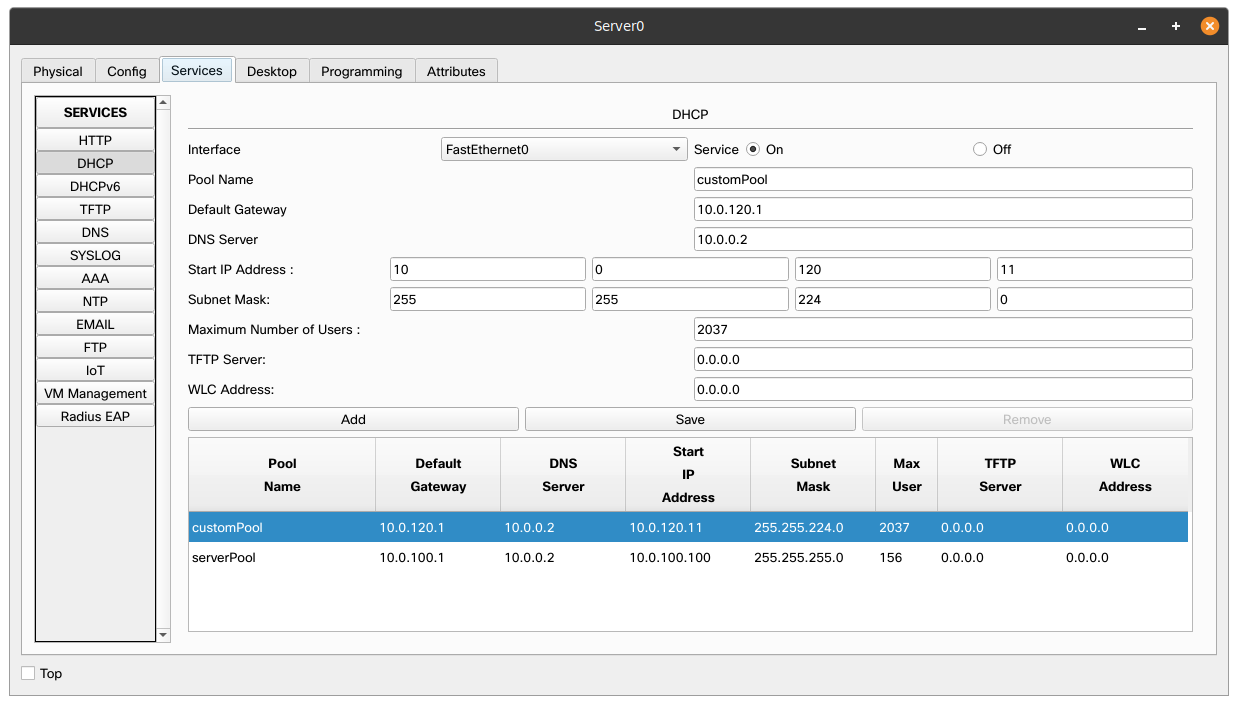 Server0
Physical Config Services Desktop Programming Attributes
SERVICES
HTTP
DHCP
DHCPv6
TFTP
DNS
SYSLOG
AAA
NTP
EMAIL
FTP
IoT
VM Management
Radius EAP
DHCP
Interface FastEthernet0 Service On Off
Pool Name customPool
Default Gateway 10.0.120.1
DNS Server 10.0.0.2
Start IP Address : 10 0 120 11
Subnet Mask: 255 255 224 0
Maximum Number of Users : 2037
TFTP Server: 0.0.0.0
WLC Address: 0.0.0.0
Add Save Remove
Pool Name Default Gateway DNS Server Start IP Address Subnet Mask Max User TFTP Server WLC Address
customPool 10.0.120.1 10.0.0.2 10.0.120.11 255.255.224.0 2037 0.0.0.0 0.0.0.0
serverPool 10.0.100.1 10.0.0.2 10.0.100.100 255.255.255.0 156 0.0.0.0 0.0.0.0
Top